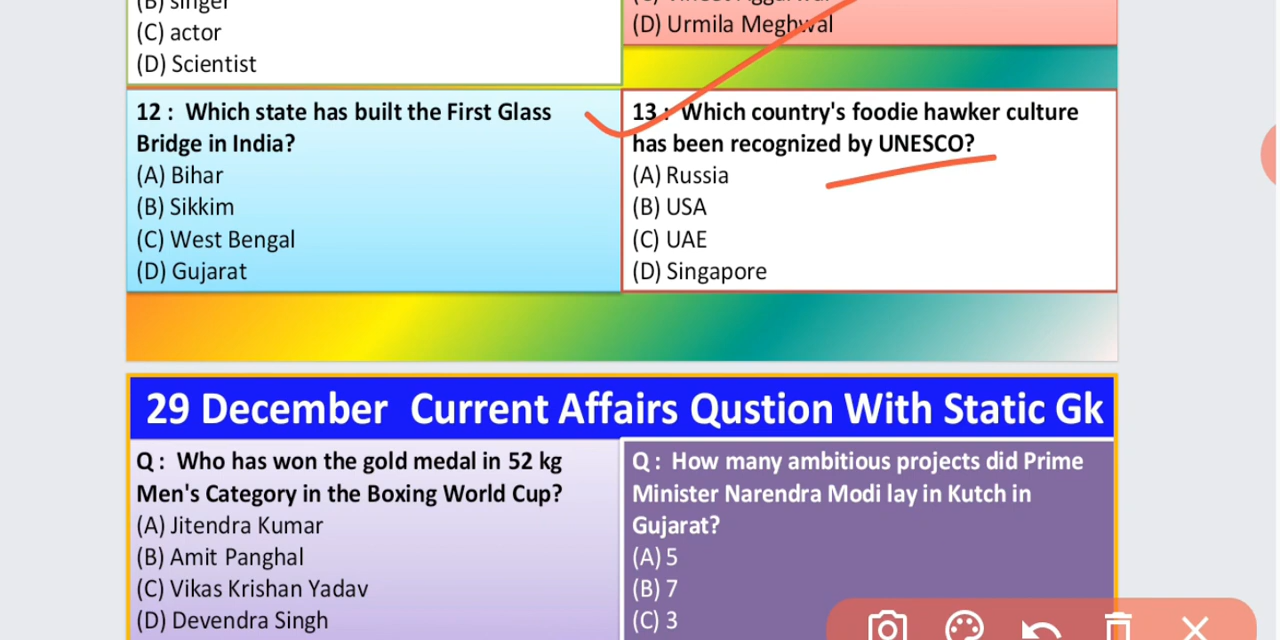 (B) singer
(C) actor
(D) Scientist
(D) Urmila Meghwal
12 : Which state has built the First Glass
Bridge in India?
(A) Bihar
(B) Sikkim
(C) West Bengal
(D) Gujarat
13 : Which country's foodie hawker culture
has been recognized by UNESCO?
(A) Russia
(B) USA
(C) UAE
(D) Singapore
29 December Current Affairs Qustion With Static Gk
Q : Who has won the gold medal in 52 kg
Men's Category in the Boxing World Cup?
(A) Jitendra Kumar
(B) Amit Panghal
(C) Vikas Krishan Yadav
(D) Devendra Singh
Q : How many ambitious projects did Prime
Minister Narendra Modi lay in Kutch in
Gujarat?
(A) 5
(B) 7
(C) 3